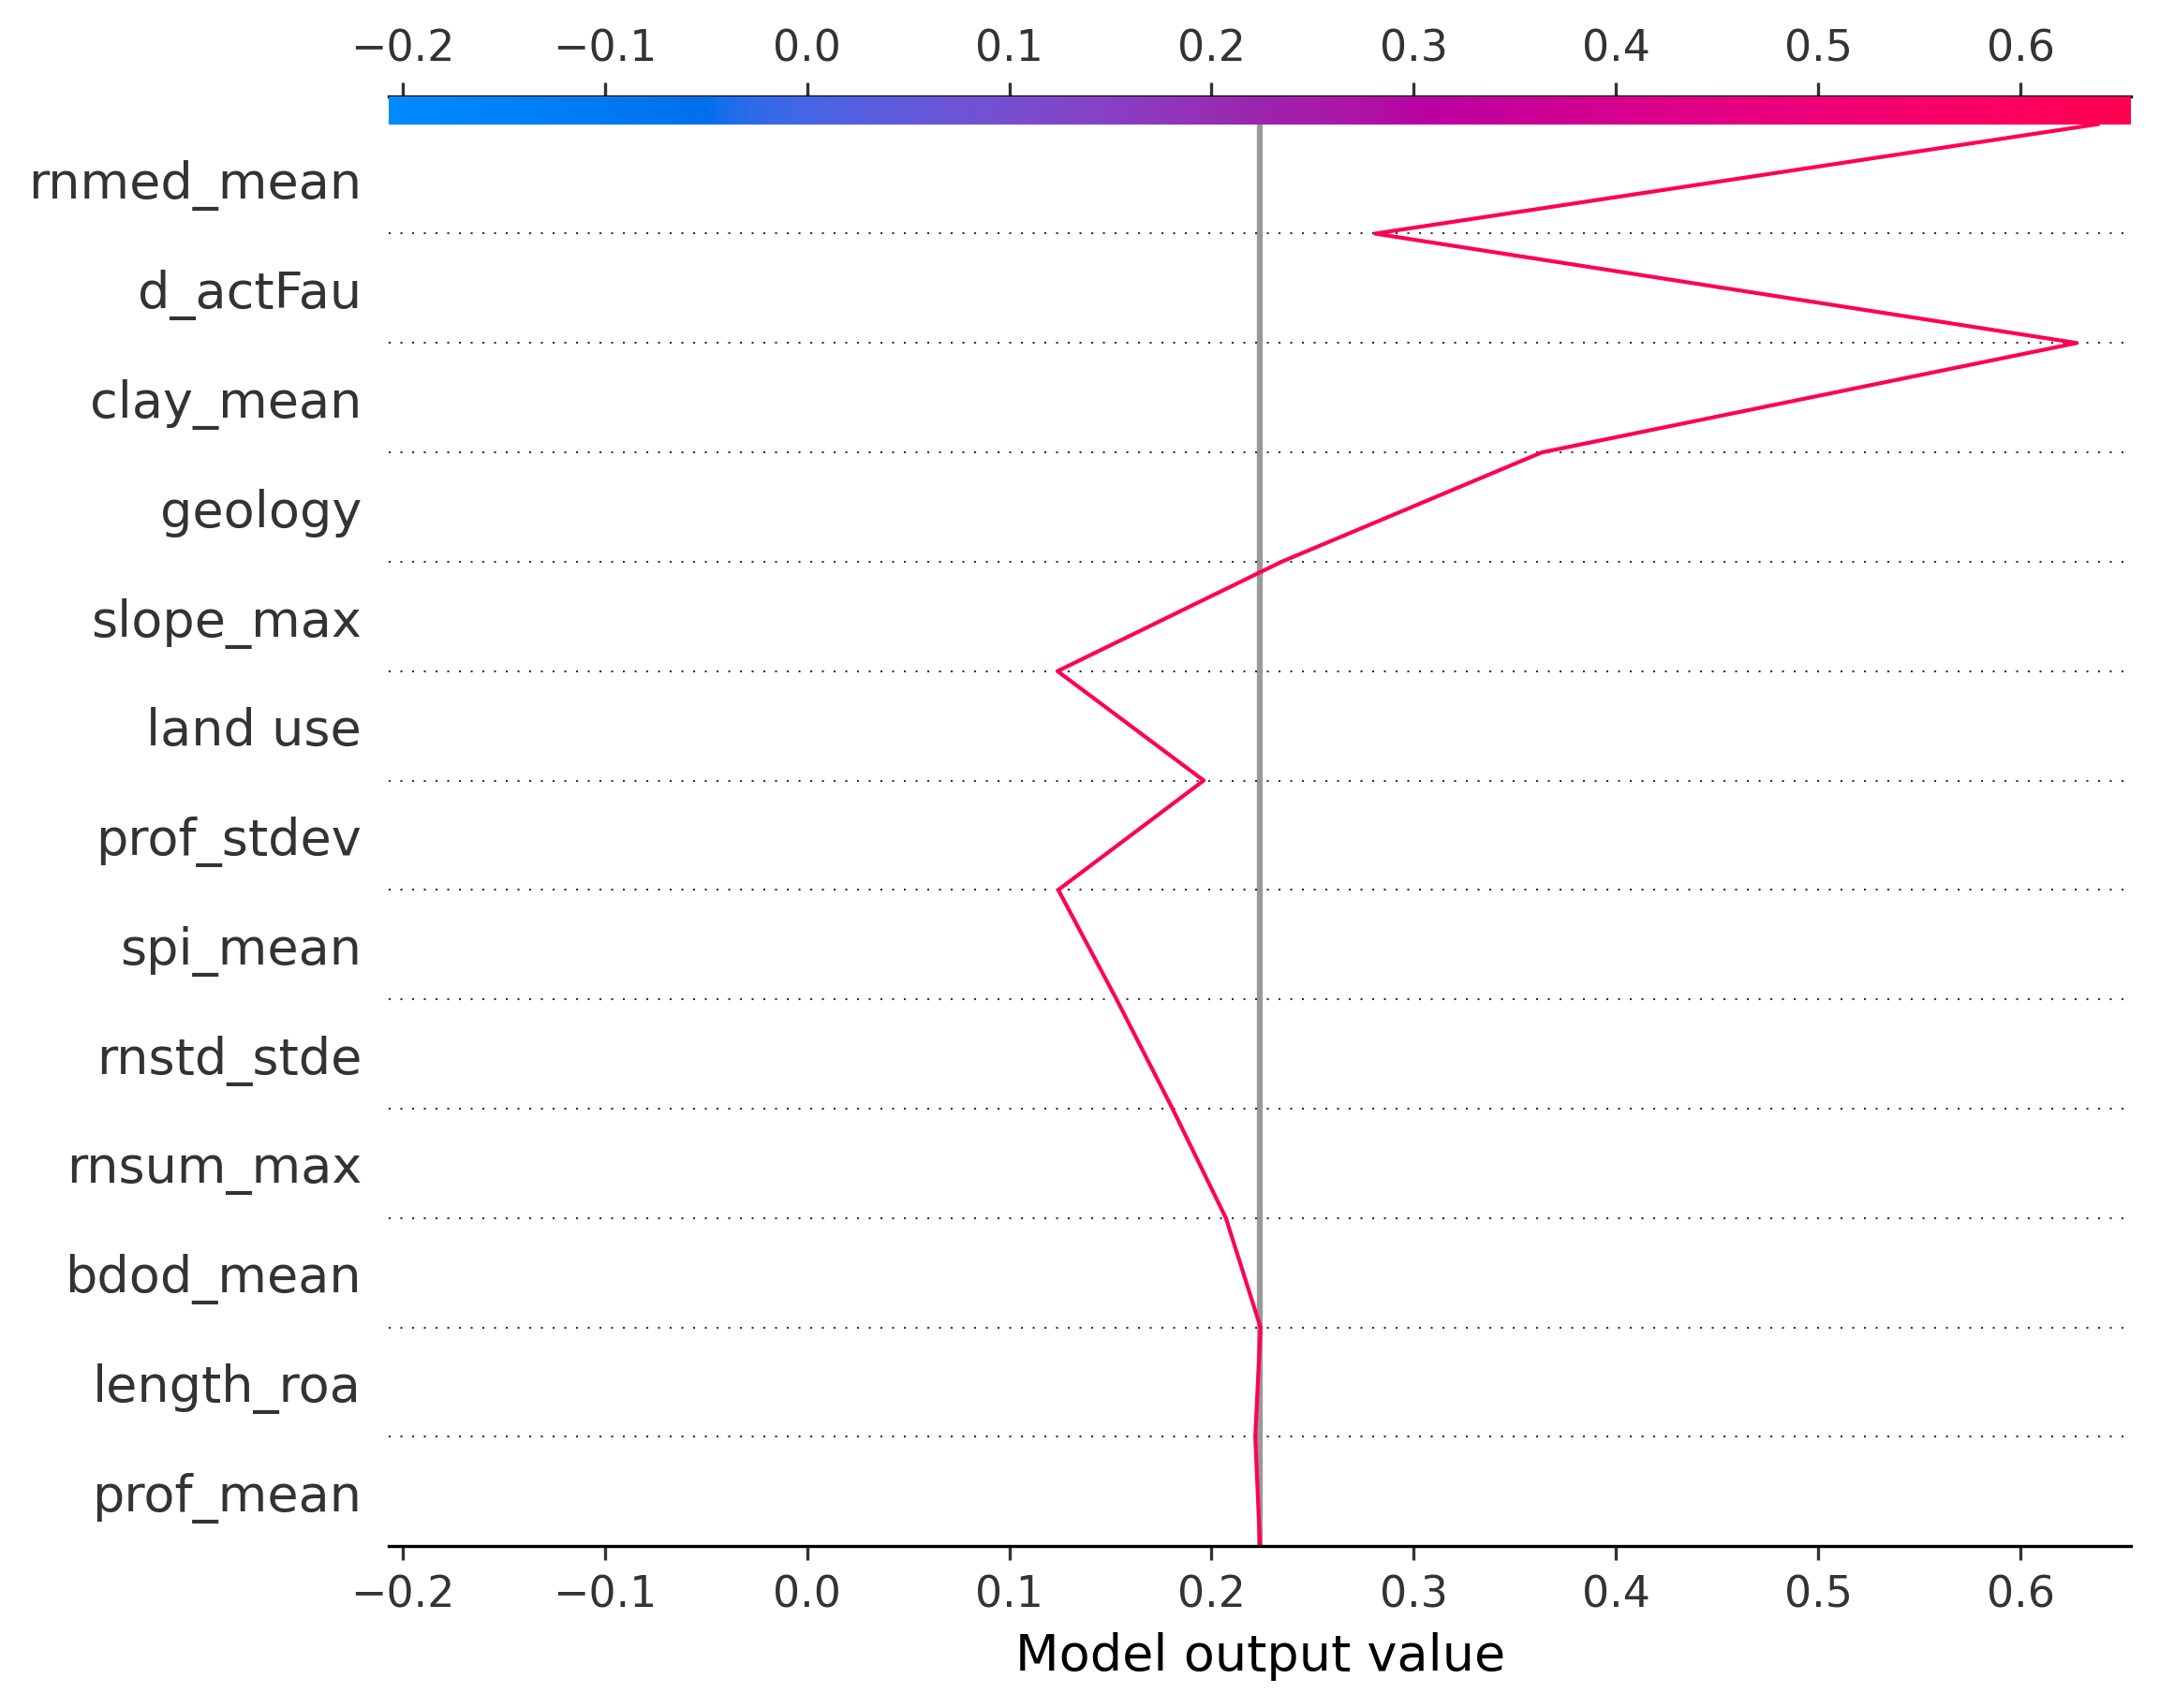 −0.2 −0.1 0.0 0.1 0.2 0.3 0.4 0.5 0.6
rnmed_mean
d_actFau
clay_mean
geology
slope_max
land use
prof_stdev
spi_mean
rnstd_stde
rnsum_max
bdod_mean
length_roa
prof_mean
−0.2 −0.1 0.0 0.1 0.2 0.3 0.4 0.5 0.6
Model output value